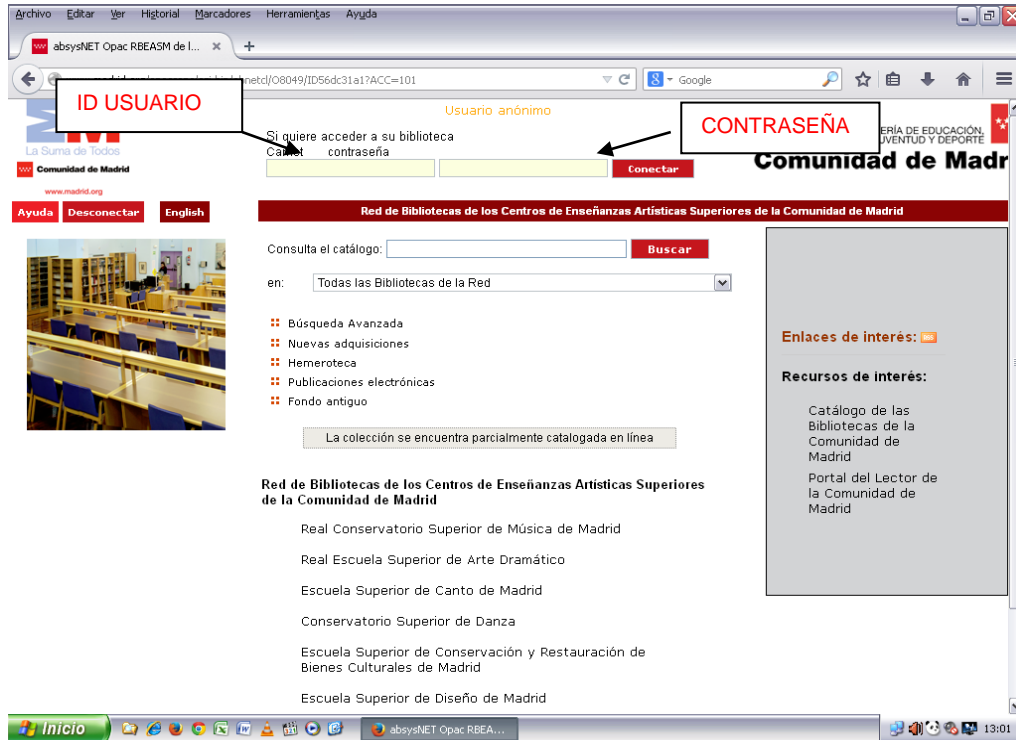 Archivo Editar Ver Historial Marcadores Herramientas Ayuda
absysNET Opac RBEASM de l...
netcl/O8049/ID56dc31a1?ACC=101
Google
ID USUARIO
Usuario anónimo
Si quiere acceder a su biblioteca
Carnet contraseña
CONTRASEÑA
Conectar
La Suma de Todos
Comunidad de Madrid
www.madrid.org
ERÍA DE EDUCACIÓN,
UVENTUD Y DEPORTE
Comunidad de Madr
Ayuda Desconectar English
Red de Bibliotecas de los Centros de Enseñanzas Artísticas Superiores de la Comunidad de Madrid
Consulta el catálogo: Buscar
en: Todas las Bibliotecas de la Red
Búsqueda Avanzada
Nuevas adquisiciones
Hemeroteca
Publicaciones electrónicas
Fondo antiguo
La colección se encuentra parcialmente catalogada en línea
Enlaces de interés:
Recursos de interés:
Catálogo de las
Bibliotecas de la
Comunidad de
Madrid
Portal del Lector de
la Comunidad de
Madrid
Red de Bibliotecas de los Centros de Enseñanzas Artísticas Superiores
de la Comunidad de Madrid
Real Conservatorio Superior de Música de Madrid
Real Escuela Superior de Arte Dramático
Escuela Superior de Canto de Madrid
Conservatorio Superior de Danza
Escuela Superior de Conservación y Restauración de
Bienes Culturales de Madrid
Escuela Superior de Diseño de Madrid
Inicio
absysNET Opac RBEA...
13:01